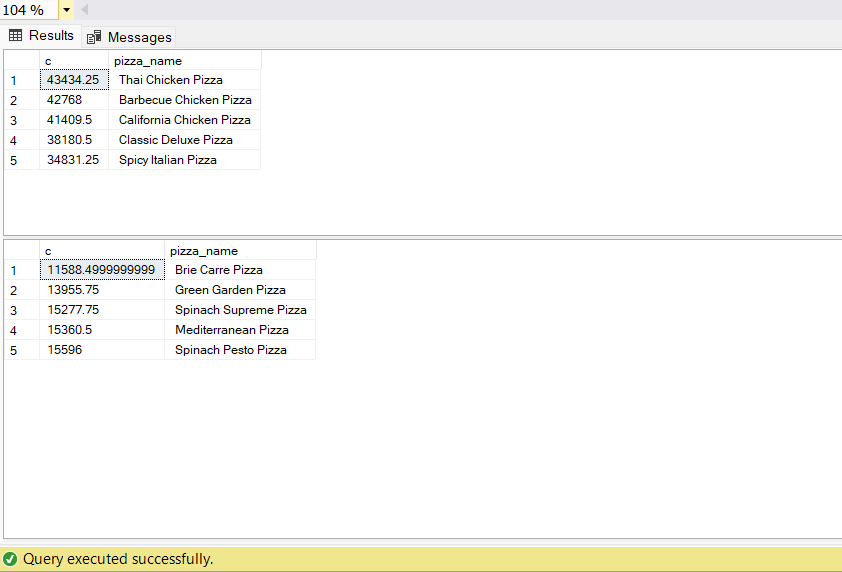 104 %
Results Messages
c pizza_name
1 43434.25 Thai Chicken Pizza
2 42768 Barbecue Chicken Pizza
3 41409.5 California Chicken Pizza
4 38180.5 Classic Deluxe Pizza
5 34831.25 Spicy Italian Pizza
c pizza_name
1 11588.4999999999 Brie Carre Pizza
2 13955.75 Green Garden Pizza
3 15277.75 Spinach Supreme Pizza
4 15360.5 Mediterranean Pizza
5 15596 Spinach Pesto Pizza
Query executed successfully.